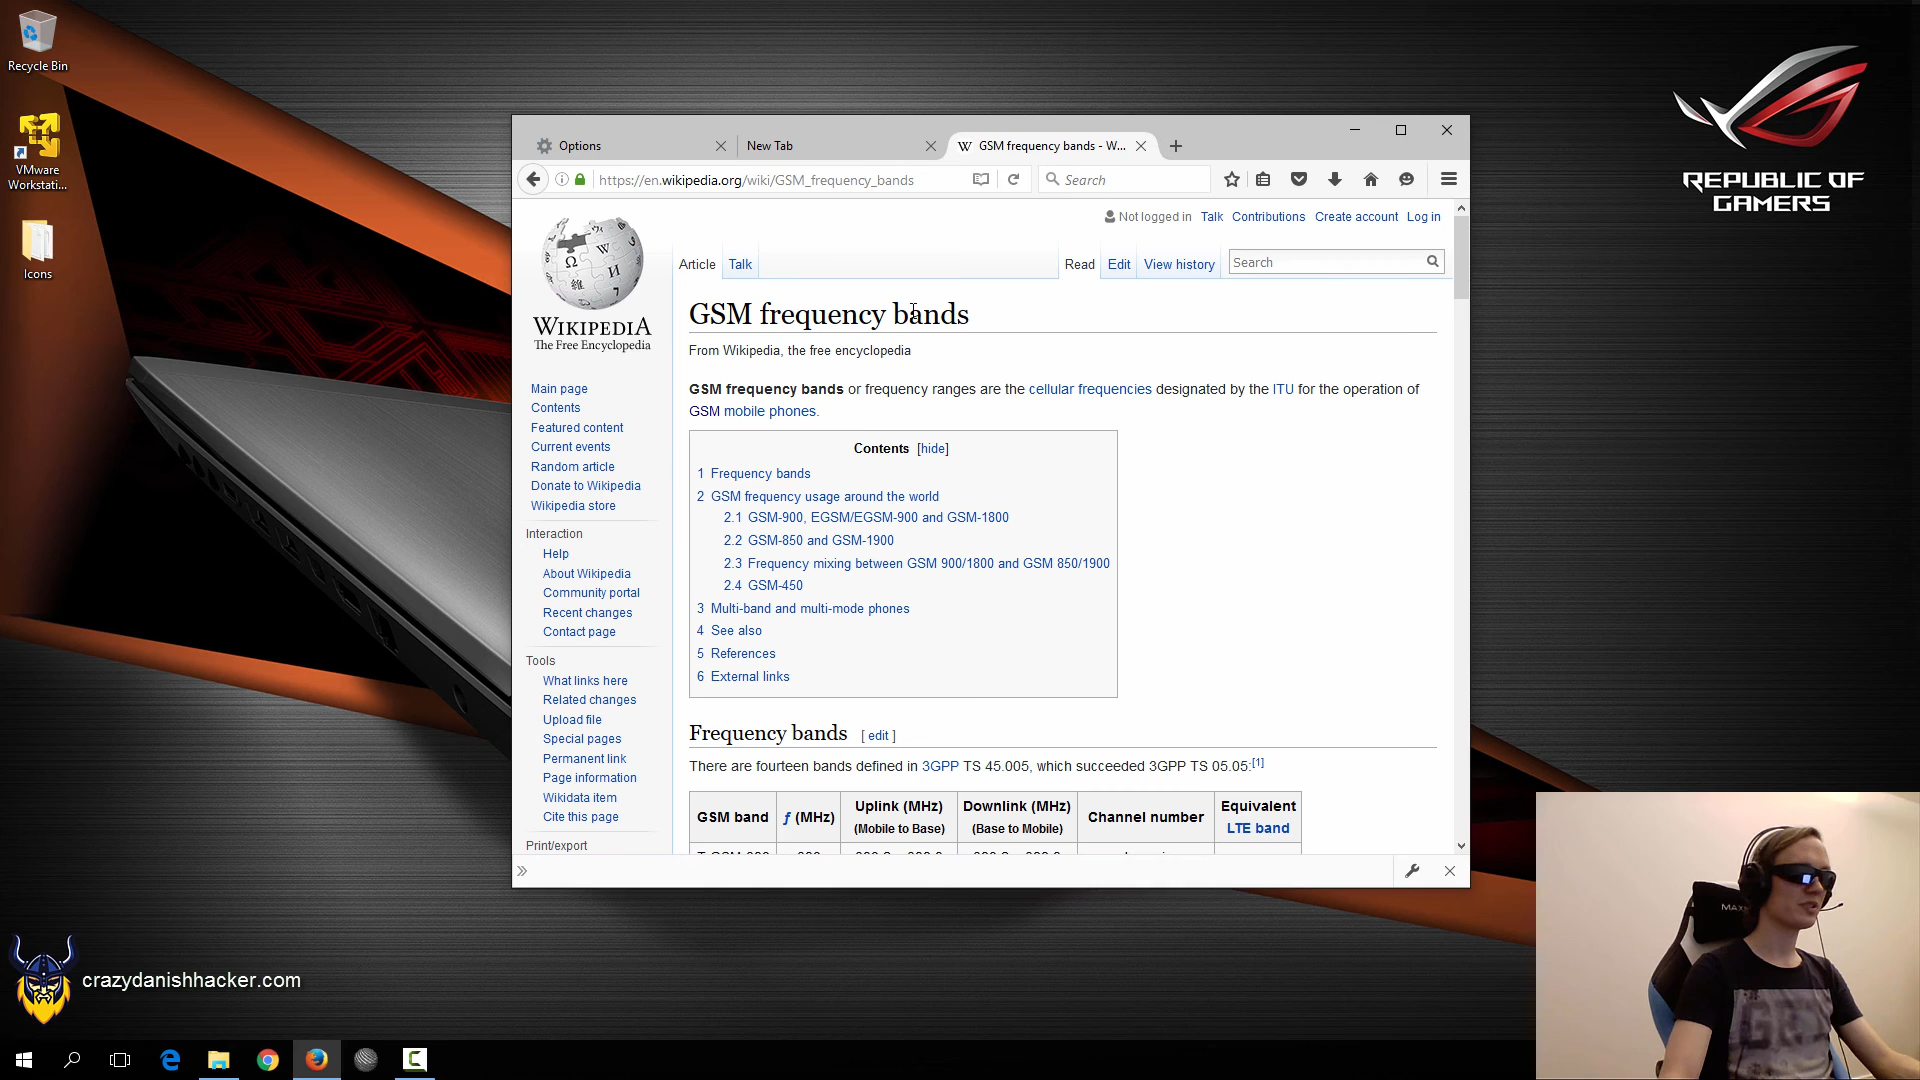 Recycle Bin
VMware
Workstati...
Icons
REPUBLIC OF
GAMERS
Options
New Tab
GSM frequency bands - W...
https://en.wikipedia.org/wiki/GSM_frequency_bands
Search
Not logged in Talk Contributions Create account Log in
Article Talk Read Edit View history Search
WIKIPEDIA
The Free Encyclopedia
Main page
Contents
Featured content
Current events
Random article
Donate to Wikipedia
Wikipedia store
Interaction
Help
About Wikipedia
Community portal
Recent changes
Contact page
Tools
What links here
Related changes
Upload file
Special pages
Permanent link
Page information
Wikidata item
Cite this page
Print/export
GSM frequency bands
From Wikipedia, the free encyclopedia
GSM frequency bands or frequency ranges are the cellular frequencies designated by the ITU for the operation of
GSM mobile phones.
Contents [hide]
1 Frequency bands
2 GSM frequency usage around the world
2.1 GSM-900, EGSM/EGSM-900 and GSM-1800
2.2 GSM-850 and GSM-1900
2.3 Frequency mixing between GSM 900/1800 and GSM 850/1900
2.4 GSM-450
3 Multi-band and multi-mode phones
4 See also
5 References
6 External links
Frequency bands [ edit ]
There are fourteen bands defined in 3GPP TS 45.005, which succeeded 3GPP TS 05.05:[1]
GSM band
ƒ (MHz)
Uplink (MHz)
(Mobile to Base)
Downlink (MHz)
(Base to Mobile)
Channel number
Equivalent
LTE band
crazydanishhacker.com